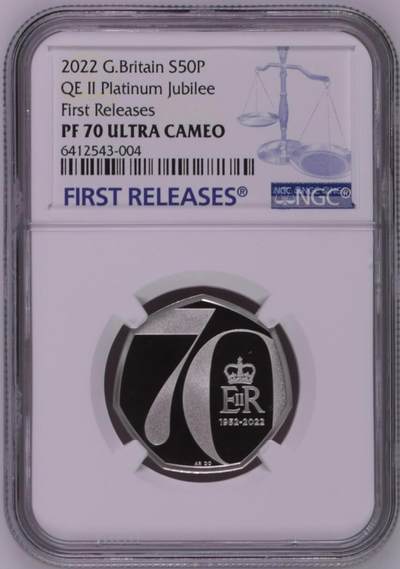 2022 G.Britain S50P
QE II Platinum Jubilee
First Releases
PF 70 ULTRA CAMEO
6412543-004
FIRST RELEASES®
NGC
70
EIIR
1952-2022